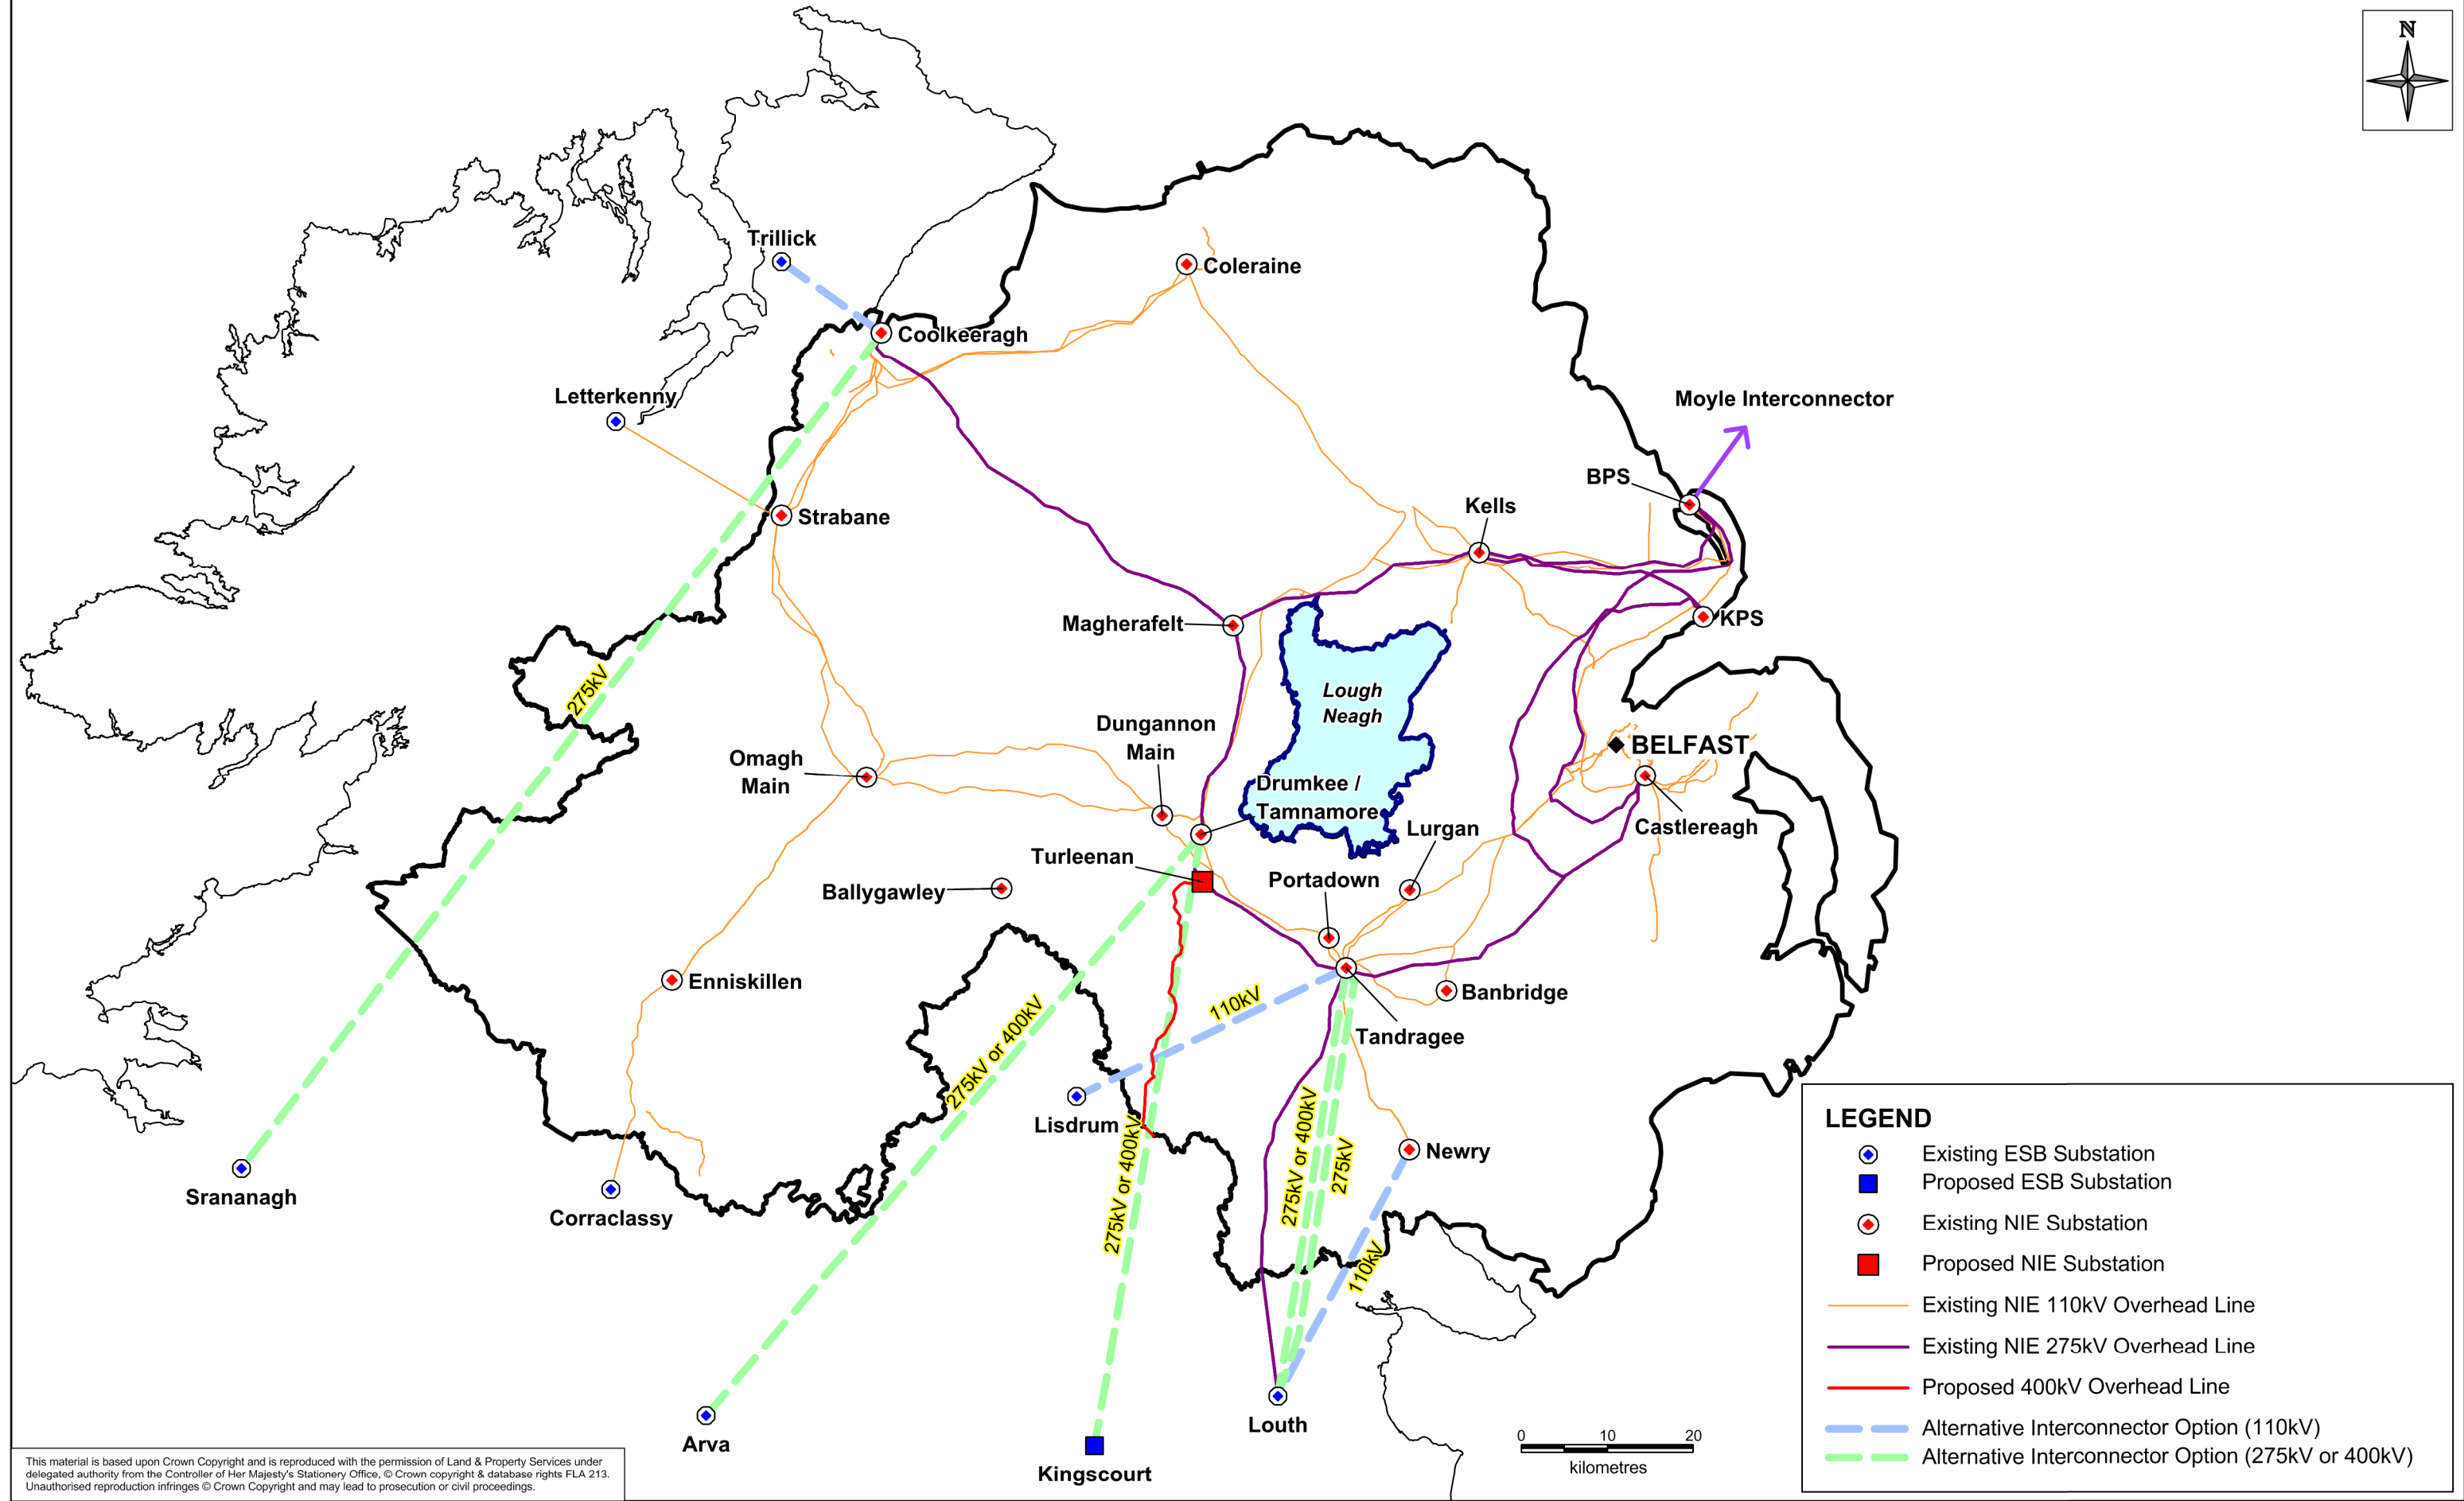 N
Trillick
Coleraine
Coolkeeragh
Letterkenny
Moyle Interconnector
BPS
Kells
Strabane
Magherafelt
KPS
275kV
Lough
Neagh
Dungannon
Main
BELFAST
Omagh
Main
Drumkee /
Tamnamore
Castlereagh
Lurgan
Turleenan
Portadown
Ballygawley
Enniskillen
Banbridge
110kV
Tandragee
275kV or 400kV
Lisdrum
275kV or 400kV
275kV or 400kV
275kV
Newry
Srananagh
Corraclassy
110kV
Louth
Arva
Kingscourt
0 10 20
kilometres
LEGEND
Existing ESB Substation
Proposed ESB Substation
Existing NIE Substation
Proposed NIE Substation
Existing NIE 110kV Overhead Line
Existing NIE 275kV Overhead Line
Proposed 400kV Overhead Line
Alternative Interconnector Option (110kV)
Alternative Interconnector Option (275kV or 400kV)
This material is based upon Crown Copyright and is reproduced with the permission of Land & Property Services under
delegated authority from the Controller of Her Majesty's Stationery Office, © Crown copyright & database rights FLA 213.
Unauthorised reproduction infringes © Crown Copyright and may lead to prosecution or civil proceedings.